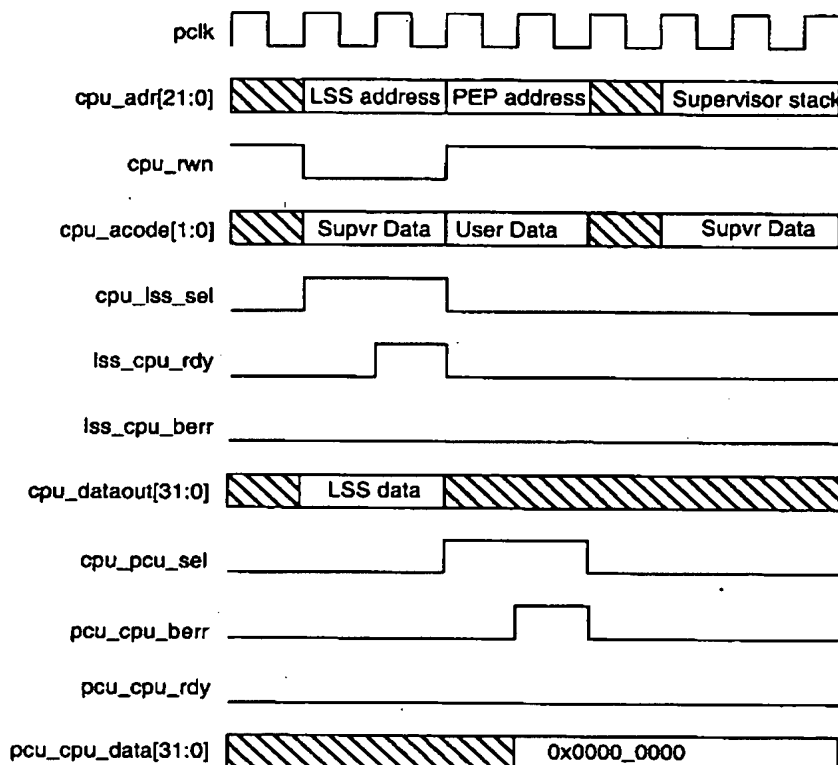 pclk
cpu_adr[21:0] LSS address PEP address Supervisor stack
cpu_rwn
cpu_acode[1:0] Supvr Data User Data Supvr Data
cpu_lss_sel
lss_cpu_rdy
lss_cpu_berr
cpu_dataout[31:0] LSS data
cpu_pcu_sel
pcu_cpu_berr
pcu_cpu_rdy
pcu_cpu_data[31:0] 0x0000_0000